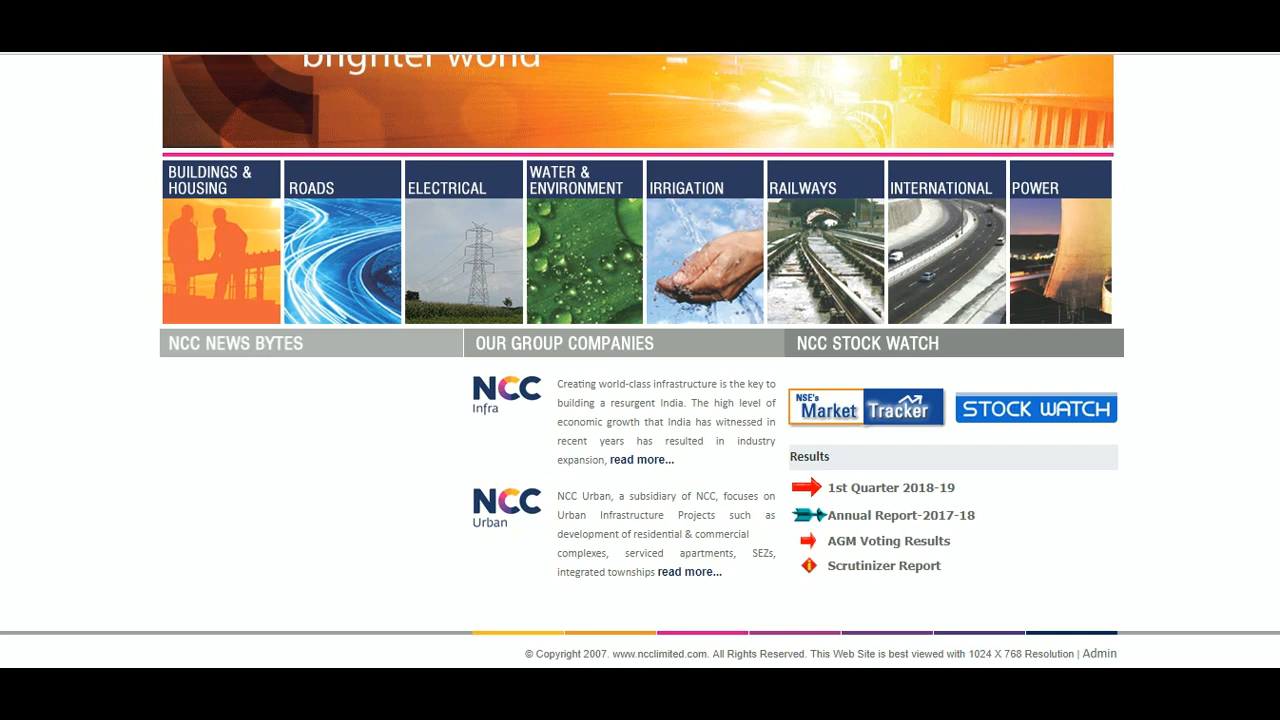 brighter world
BUILDINGS &
HOUSING
ROADS
ELECTRICAL
WATER &
ENVIRONMENT
IRRIGATION
RAILWAYS
INTERNATIONAL
POWER
NCC NEWS BYTES
OUR GROUP COMPANIES
NCC STOCK WATCH
NCC
Infra
Creating world-class infrastructure is the key to
building a resurgent India. The high level of
economic growth that India has witnessed in
recent years has resulted in industry
expansion, read more...
NCC
Urban
NCC Urban, a subsidiary of NCC, focuses on
Urban Infrastructure Projects such as
development of residential & commercial
complexes, serviced apartments, SEZs,
integrated townships read more...
NSE's
Market Tracker
STOCK WATCH
Results
1st Quarter 2018-19
Annual Report-2017-18
AGM Voting Results
Scrutinizer Report
© Copyright 2007. www.ncclimited.com. All Rights Reserved. This Web Site is best viewed with 1024 X 768 Resolution | Admin